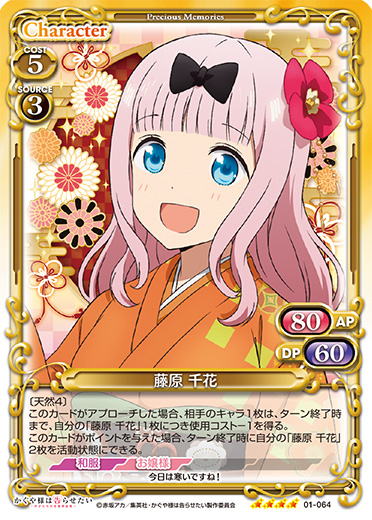 Precious Memories
Character
COST
5
SOURCE
3
80 AP
DP 60
藤原 千花
[天然4]
このカードがアプローチした場合、相手のキャラ1枚は、ターン終了時
まで、自分の「藤原 千花」1枚につき使用コスト－1を得る。
このカードがポイントを与えた場合、ターン終了時に自分の「藤原 千花」
2枚を活動状態にできる。
和服 お嬢様
今日は寒いですね!
かぐや様は告らせたい
©赤坂アカ/集英社・かぐや様は告らせたい製作委員会
01-064